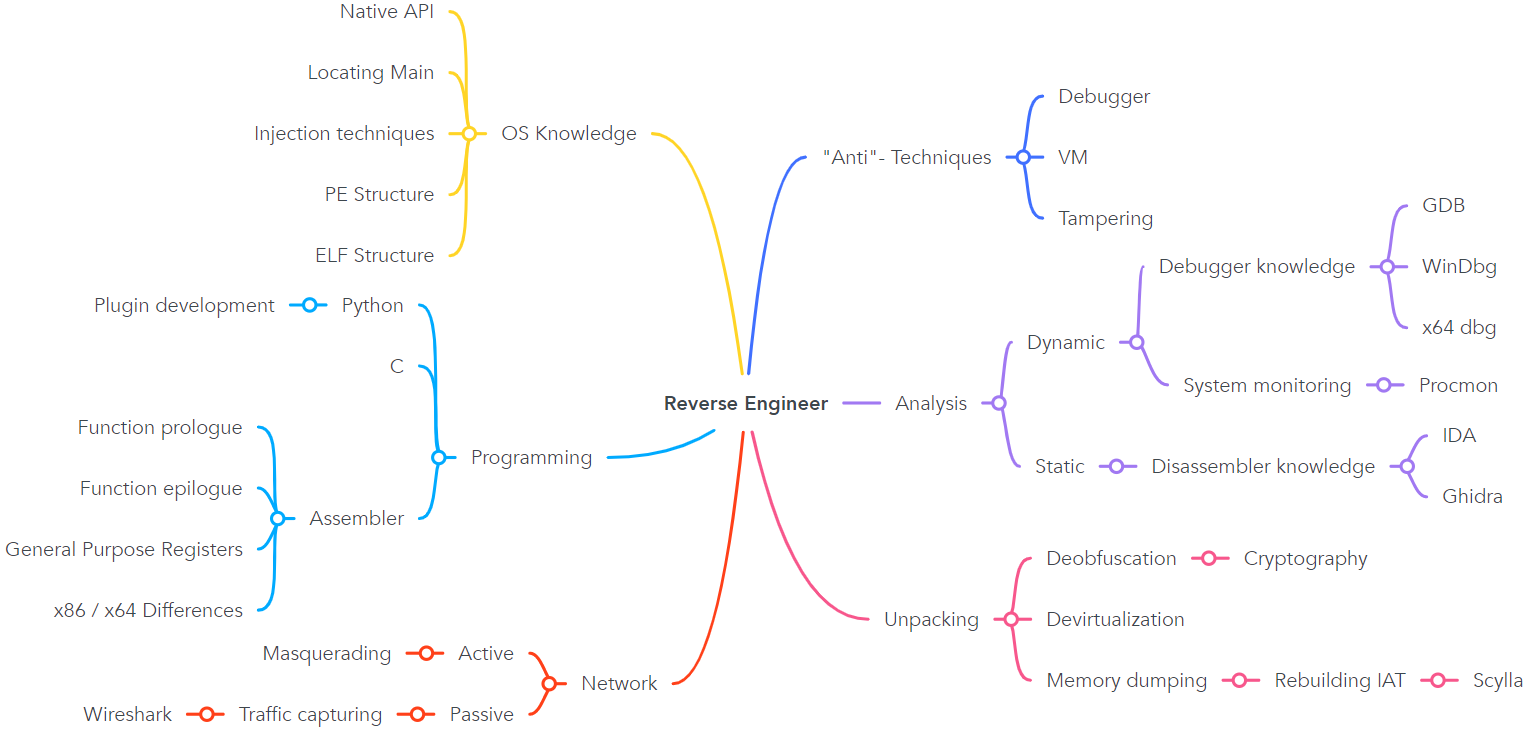 Native API
Locating Main
Injection techniques
OS Knowledge
PE Structure
ELF Structure
"Anti"- Techniques
Debugger
VM
Tampering
Plugin development
Python
C
Function prologue
Function epilogue
General Purpose Registers
x86 / x64 Differences
Assembler
Programming
Reverse Engineer
Analysis
Dynamic
Debugger knowledge
GDB
WinDbg
x64 dbg
System monitoring
Procmon
Static
Disassembler knowledge
IDA
Ghidra
Unpacking
Deobfuscation
Cryptography
Devirtualization
Memory dumping
Rebuilding IAT
Scylla
Masquerading
Active
Network
Wireshark
Traffic capturing
Passive